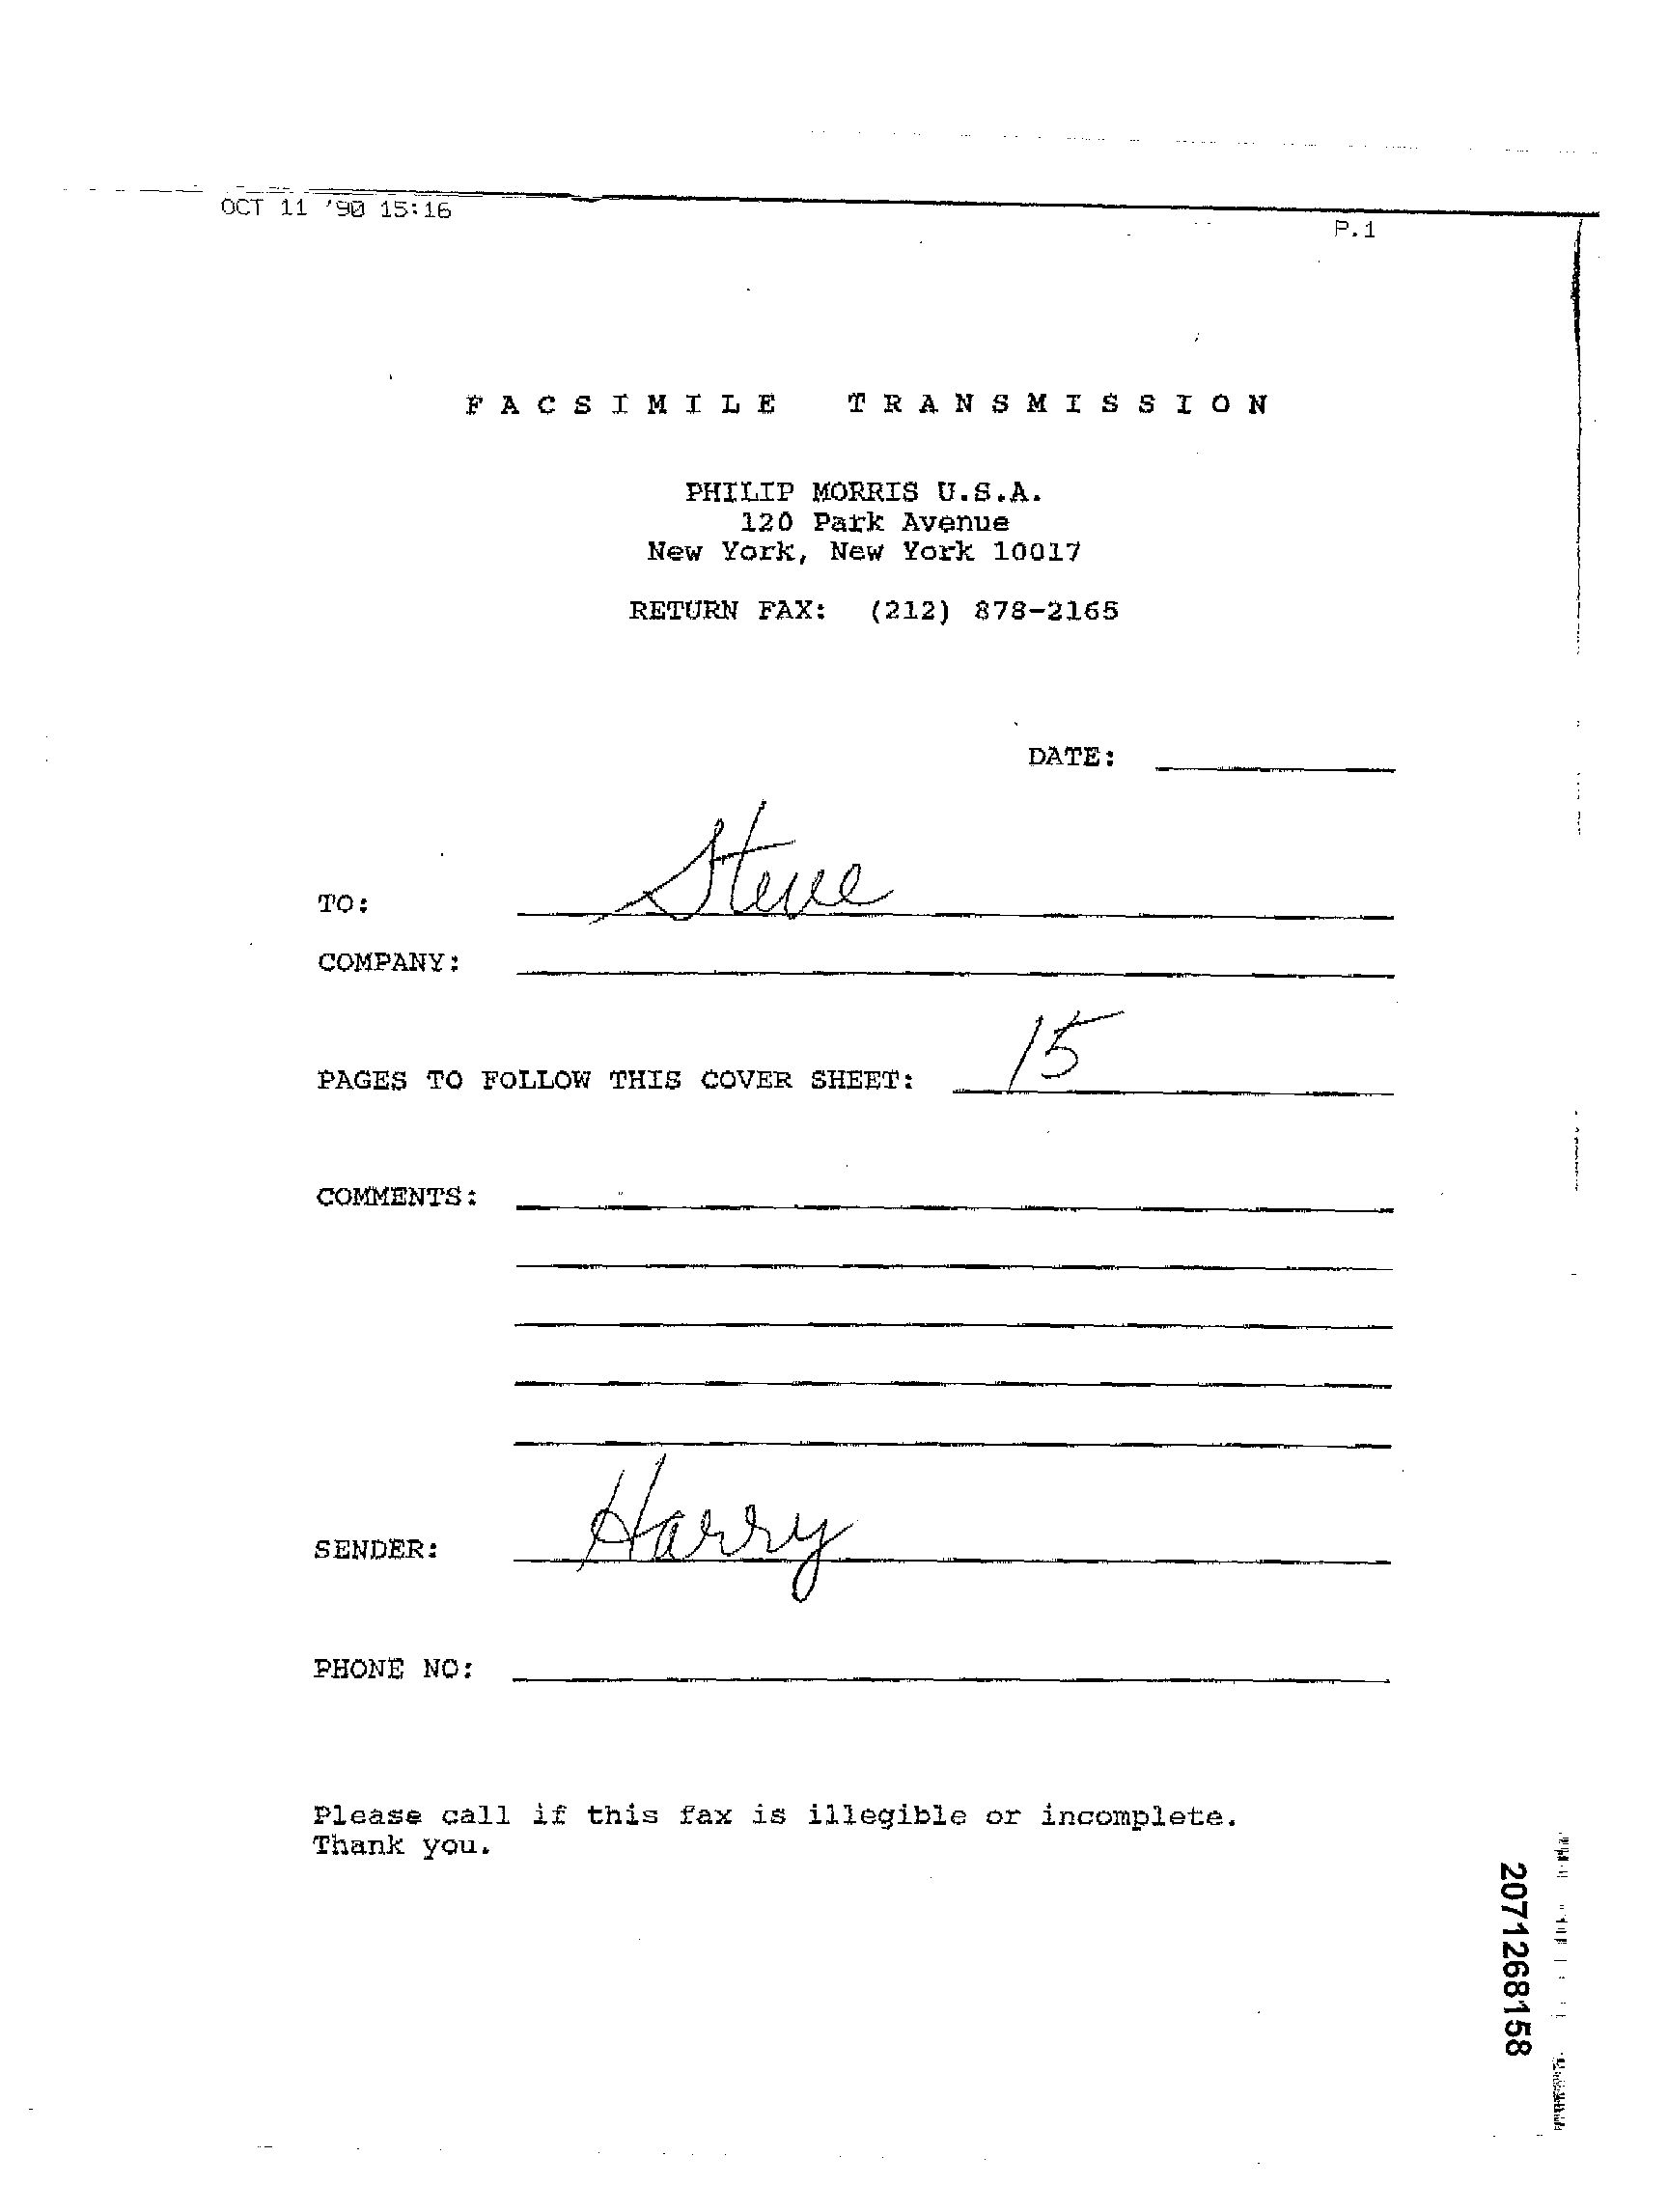 OCT 11 '90 15:16
P.1
F A C S I M I L E   T R A N S M I S S I O N
PHILIP MORRIS U.S.A.
120 Park Avenue
New York, New York 10017
RETURN FAX: (212) 878-2165
DATE:
TO: Steve
COMPANY:
PAGES TO FOLLOW THIS COVER SHEET: 15
COMMENTS:
SENDER: Harry
PHONE NO:
Please call if this fax is illegible or incomplete.
Thank you.
2071268158